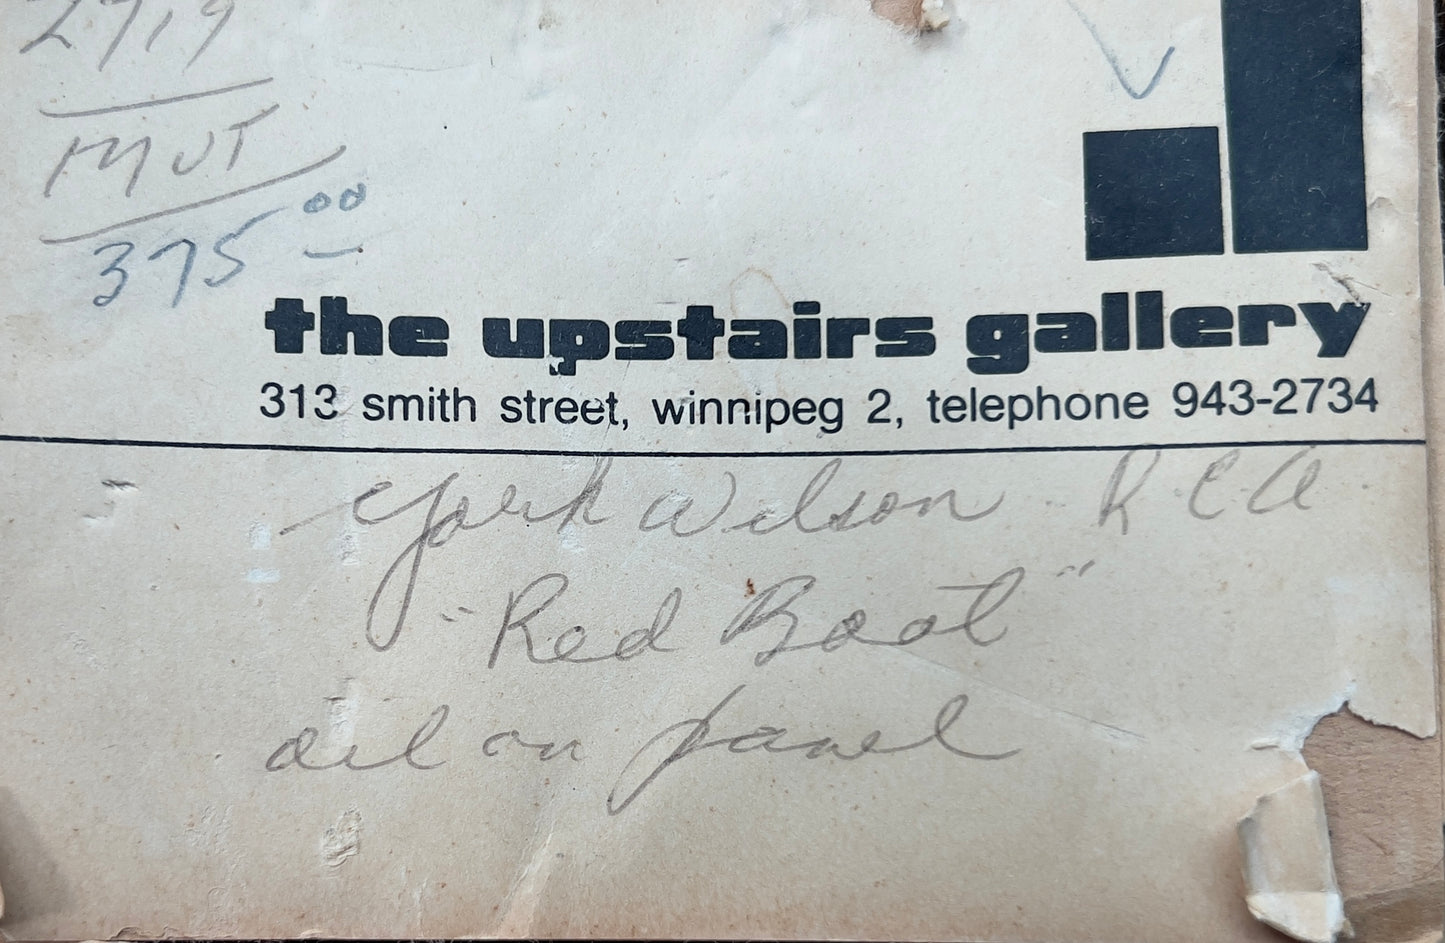 2719
MUT
375.00
the upstairs gallery
313 smith street, winnipeg 2, telephone 943-2734
York Wilson RCA
"Red Boat"
oil on panel